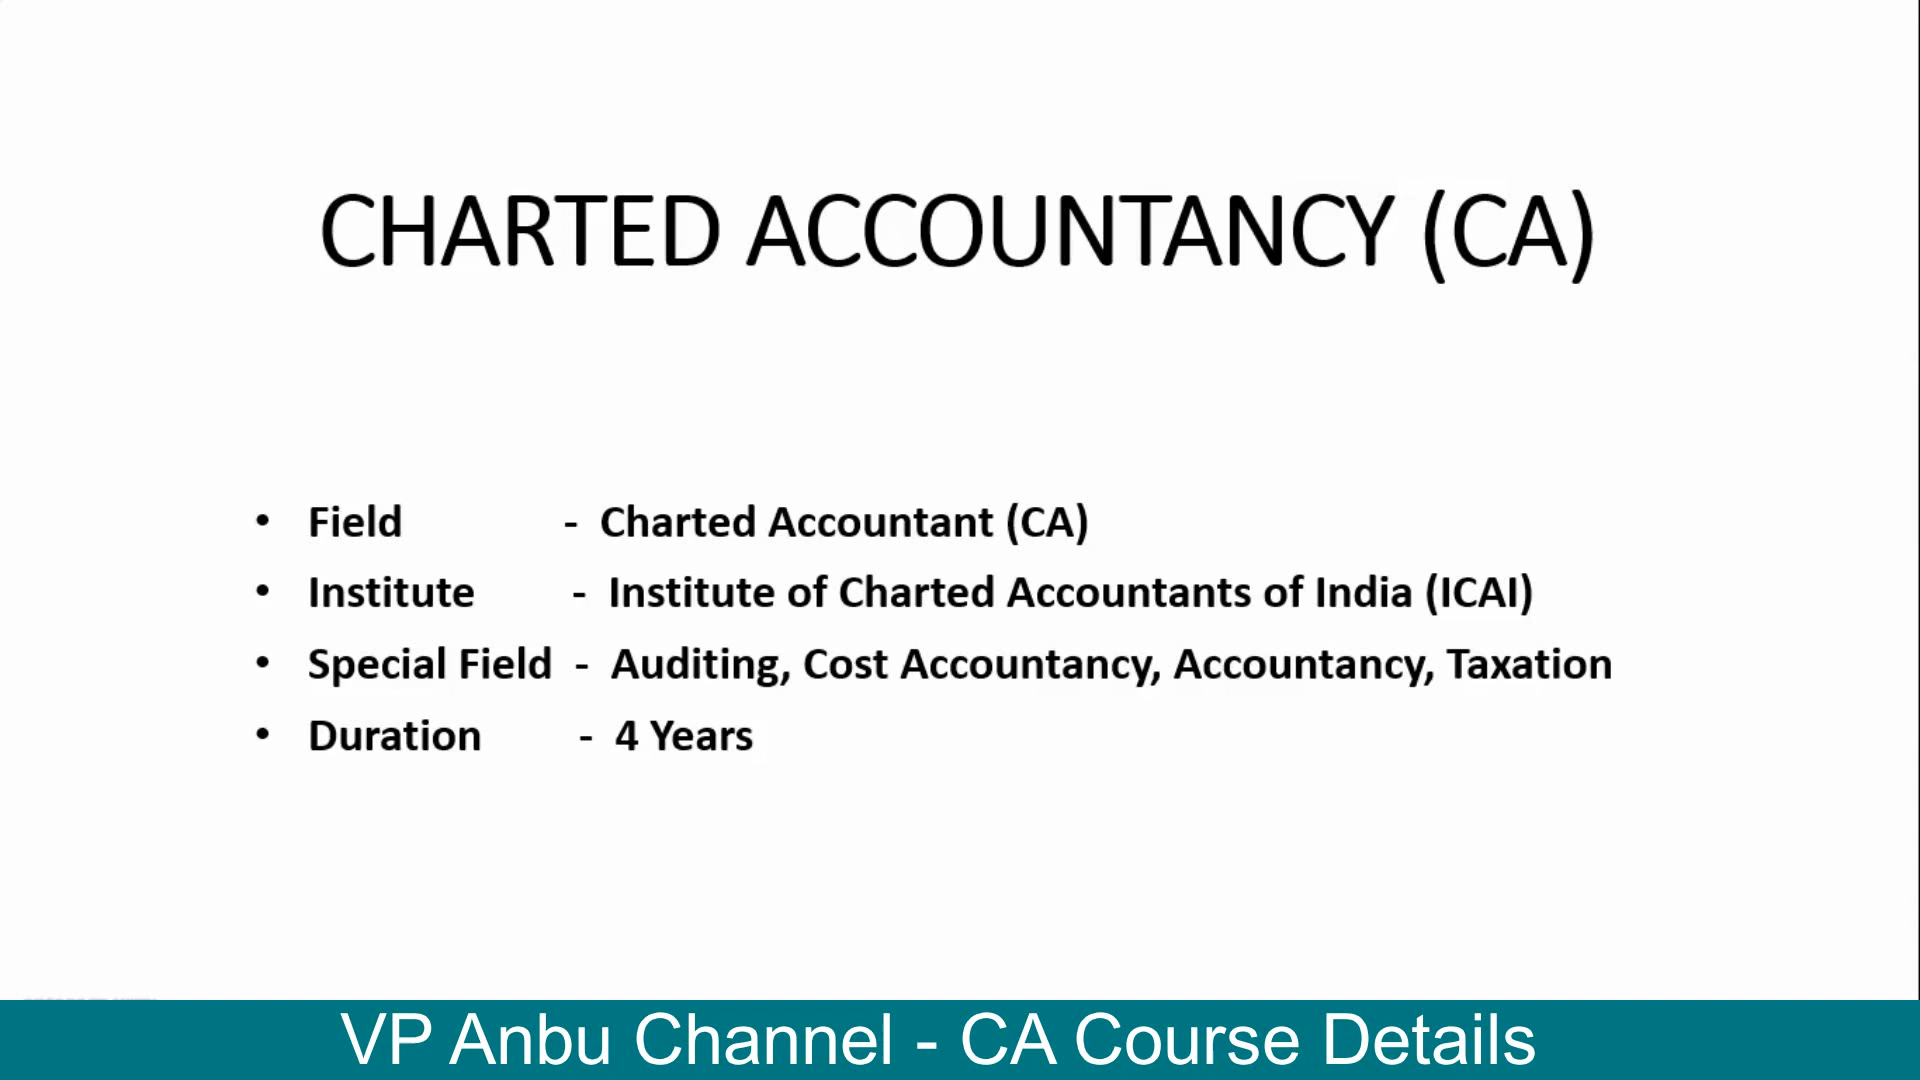 CHARTED ACCOUNTANCY (CA)
• Field - Charted Accountant (CA)
• Institute - Institute of Charted Accountants of India (ICAI)
• Special Field - Auditing, Cost Accountancy, Accountancy, Taxation
• Duration - 4 Years
VP Anbu Channel - CA Course Details